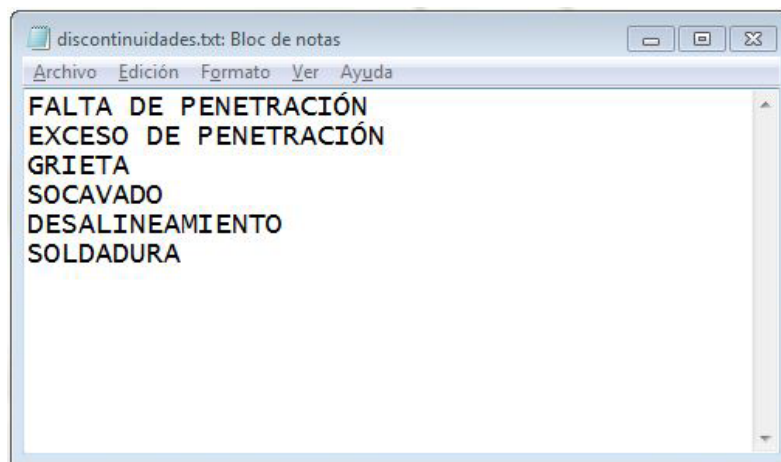 discontinuidades.txt: Bloc de notas
Archivo Edición Formato Ver Ayuda
FALTA DE PENETRACIÓN
EXCESO DE PENETRACIÓN
GRIETA
SOCAVADO
DESALINEAMIENTO
SOLDADURA